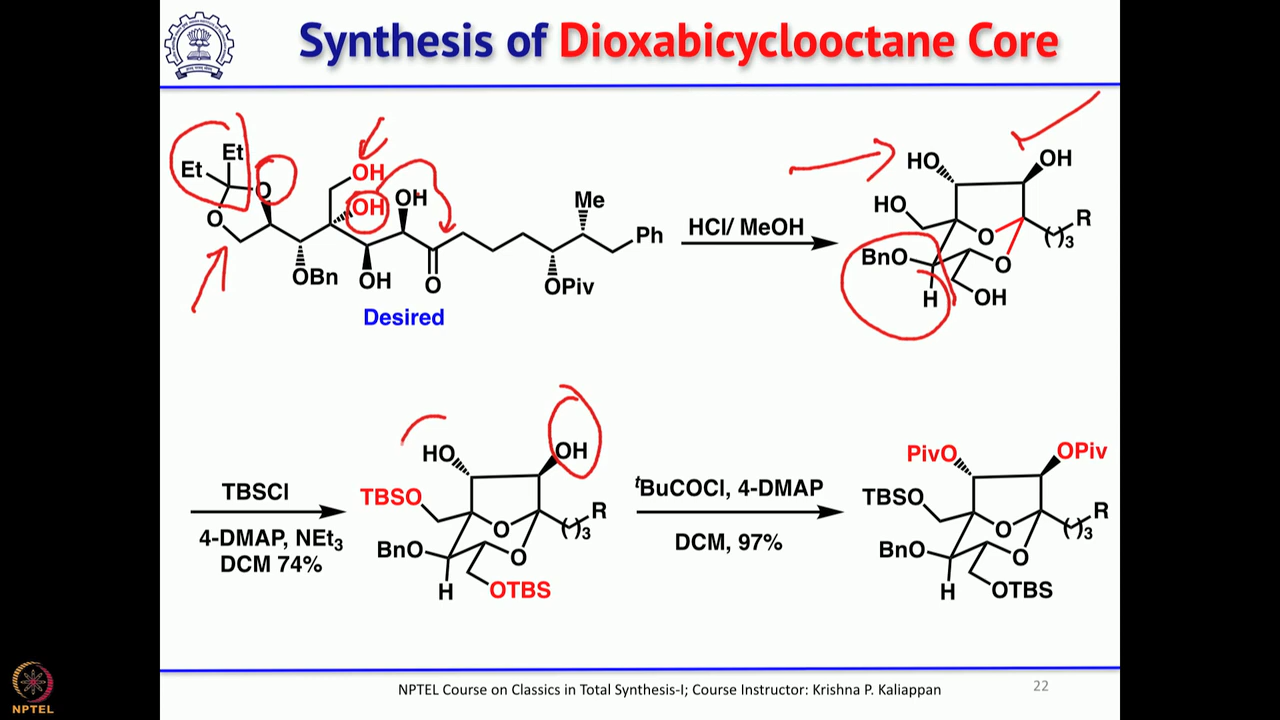 Synthesis of Dioxabicyclooctane Core
Et
Et
O
O
OH
OH
OH
OBn
OH
O
Me
Ph
OPiv
Desired
HCl/ MeOH
HO
OH
HO
O
R
( )3
BnO
O
H
OH
TBSCl
4-DMAP, NEt3
DCM 74%
HO
OH
TBSO
O
R
( )3
BnO
O
H
OTBS
tBuCOCl, 4-DMAP
DCM, 97%
PivO
OPiv
TBSO
O
R
( )3
BnO
O
H
OTBS
NPTEL
NPTEL Course on Classics in Total Synthesis-I; Course Instructor: Krishna P. Kaliappan
22